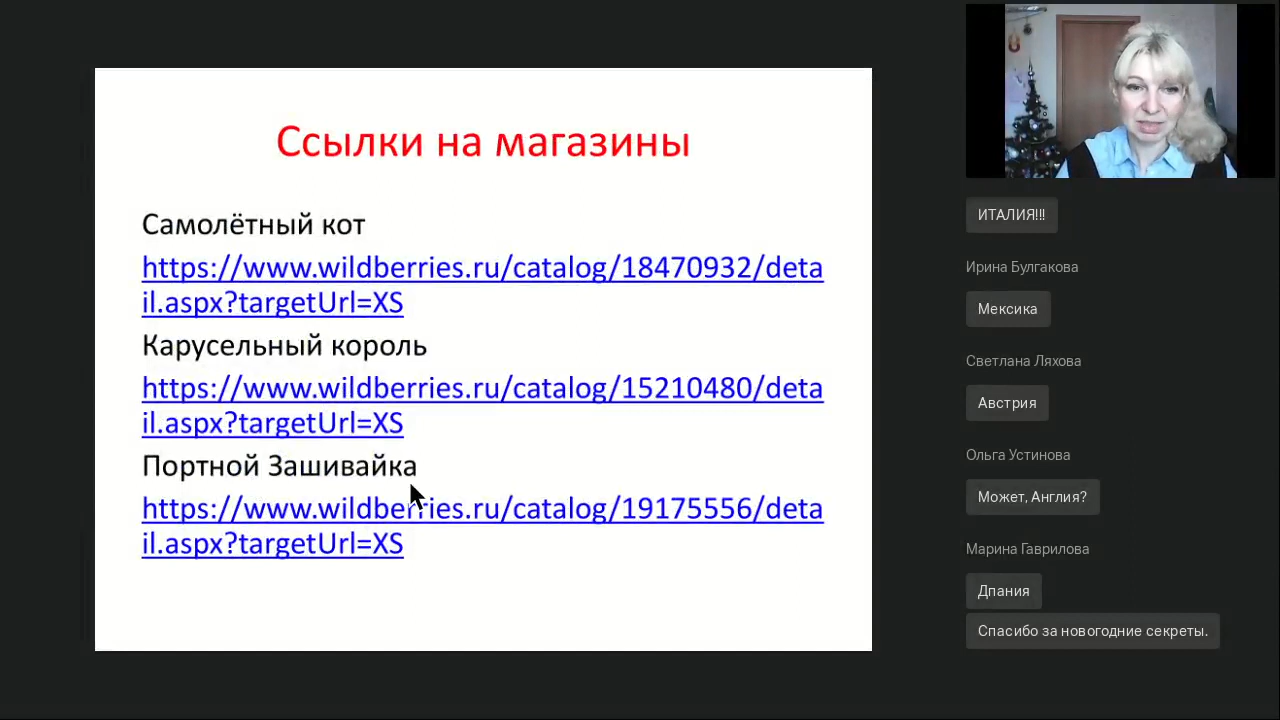 Ссылки на магазины
Самолётный кот
https://www.wildberries.ru/catalog/18470932/deta
il.aspx?targetUrl=XS
Карусельный король
https://www.wildberries.ru/catalog/15210480/deta
il.aspx?targetUrl=XS
Портной Зашивайка
https://www.wildberries.ru/catalog/19175556/deta
il.aspx?targetUrl=XS
ИТАЛИЯ!!!
Ирина Булгакова
Мексика
Светлана Ляхова
Австрия
Ольга Устинова
Может, Англия?
Марина Гаврилова
Дпания
Спасибо за новогодние секреты.